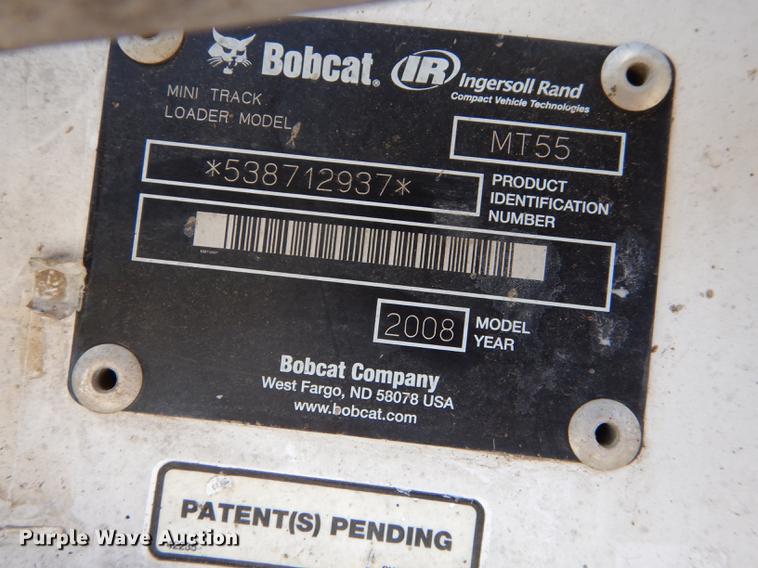 Bobcat.
IR Ingersoll Rand
Compact Vehicle Technologies
MINI TRACK
LOADER MODEL
MT55
*538712937*
PRODUCT
IDENTIFICATION
NUMBER
2008
MODEL
YEAR
Bobcat Company
West Fargo, ND 58078 USA
www.bobcat.com
PATENT(S) PENDING
Purple Wave Auction